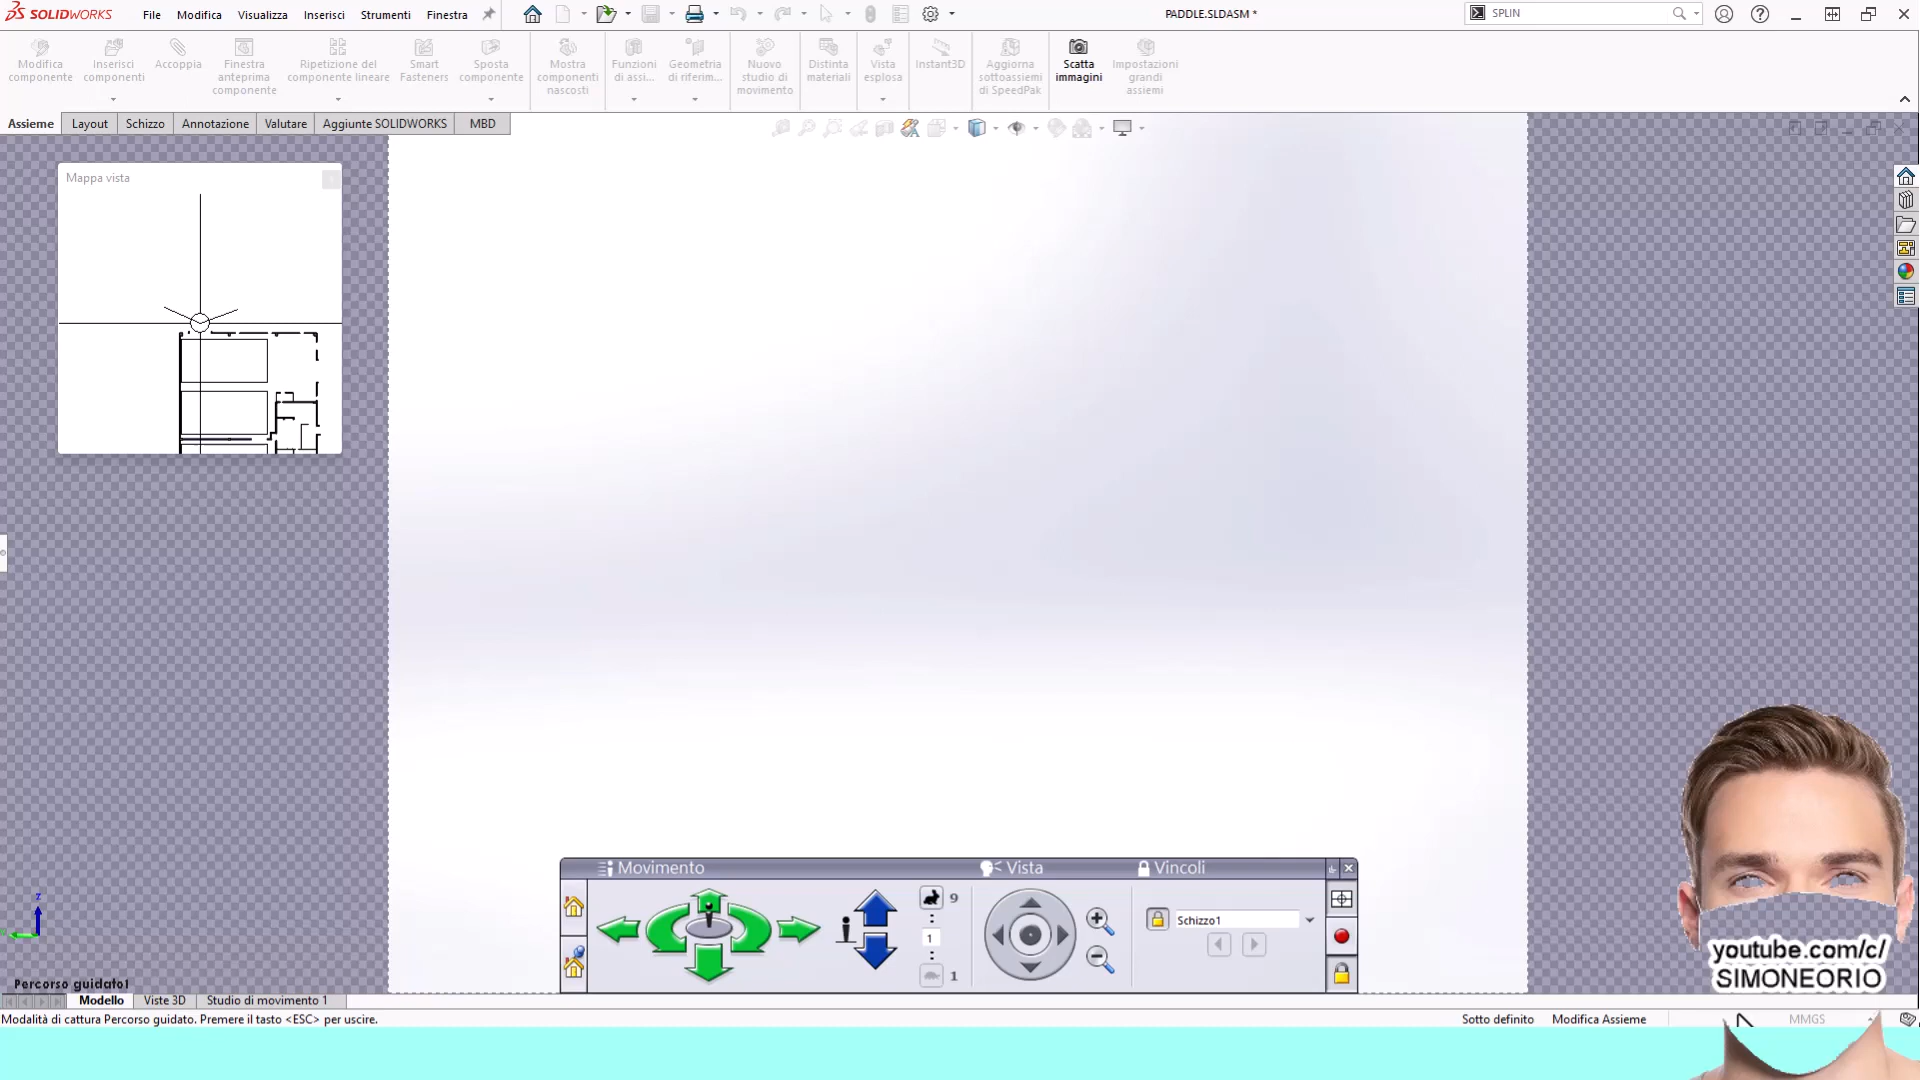 SOLIDWORKS
File
Modifica
Visualizza
Inserisci
Strumenti
Finestra
PADDLE.SLDASM *
SPLIN
Modifica
componente
Inserisci
componenti
Accoppia
Finestra
anteprima
componente
Ripetizione del
componente lineare
Smart
Fasteners
Sposta
componente
Mostra
componenti
nascosti
Funzioni
di assi...
Geometria
di riferim...
Nuovo
studio di
movimento
Distinta
materiali
Vista
esplosa
Instant3D
Aggiorna
sottoassiemi
di SpeedPak
Scatta
immagini
Impostazioni
grandi
assiemi
Assieme
Layout
Schizzo
Annotazione
Valutare
Aggiunte SOLIDWORKS
MBD
Mappa vista
Movimento
Vista
Vincoli
9
1
1
Schizzo1
z
youtube.com/c/
SIMONEORIO
Percorso guidato1
Modello
Viste 3D
Studio di movimento 1
Modalità di cattura Percorso guidato. Premere il tasto <ESC> per uscire.
Sotto definito
Modifica Assieme
MMGS